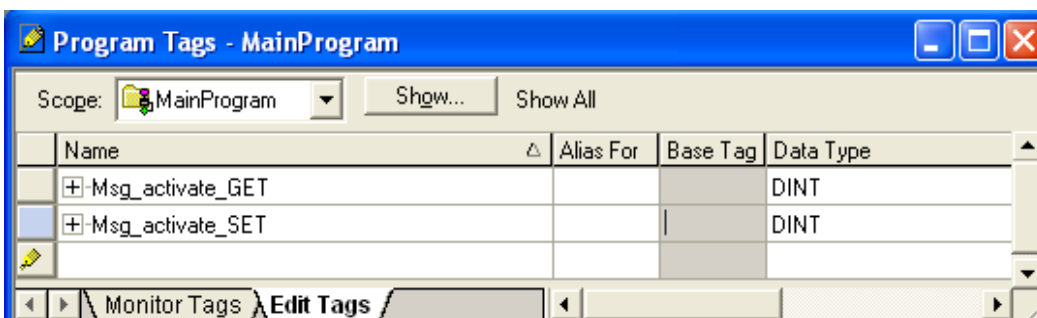 Program Tags - MainProgram
Scope: MainProgram Show... Show All
Name Alias For Base Tag Data Type
Msg_activate_GET DINT
Msg_activate_SET DINT
Monitor Tags Edit Tags